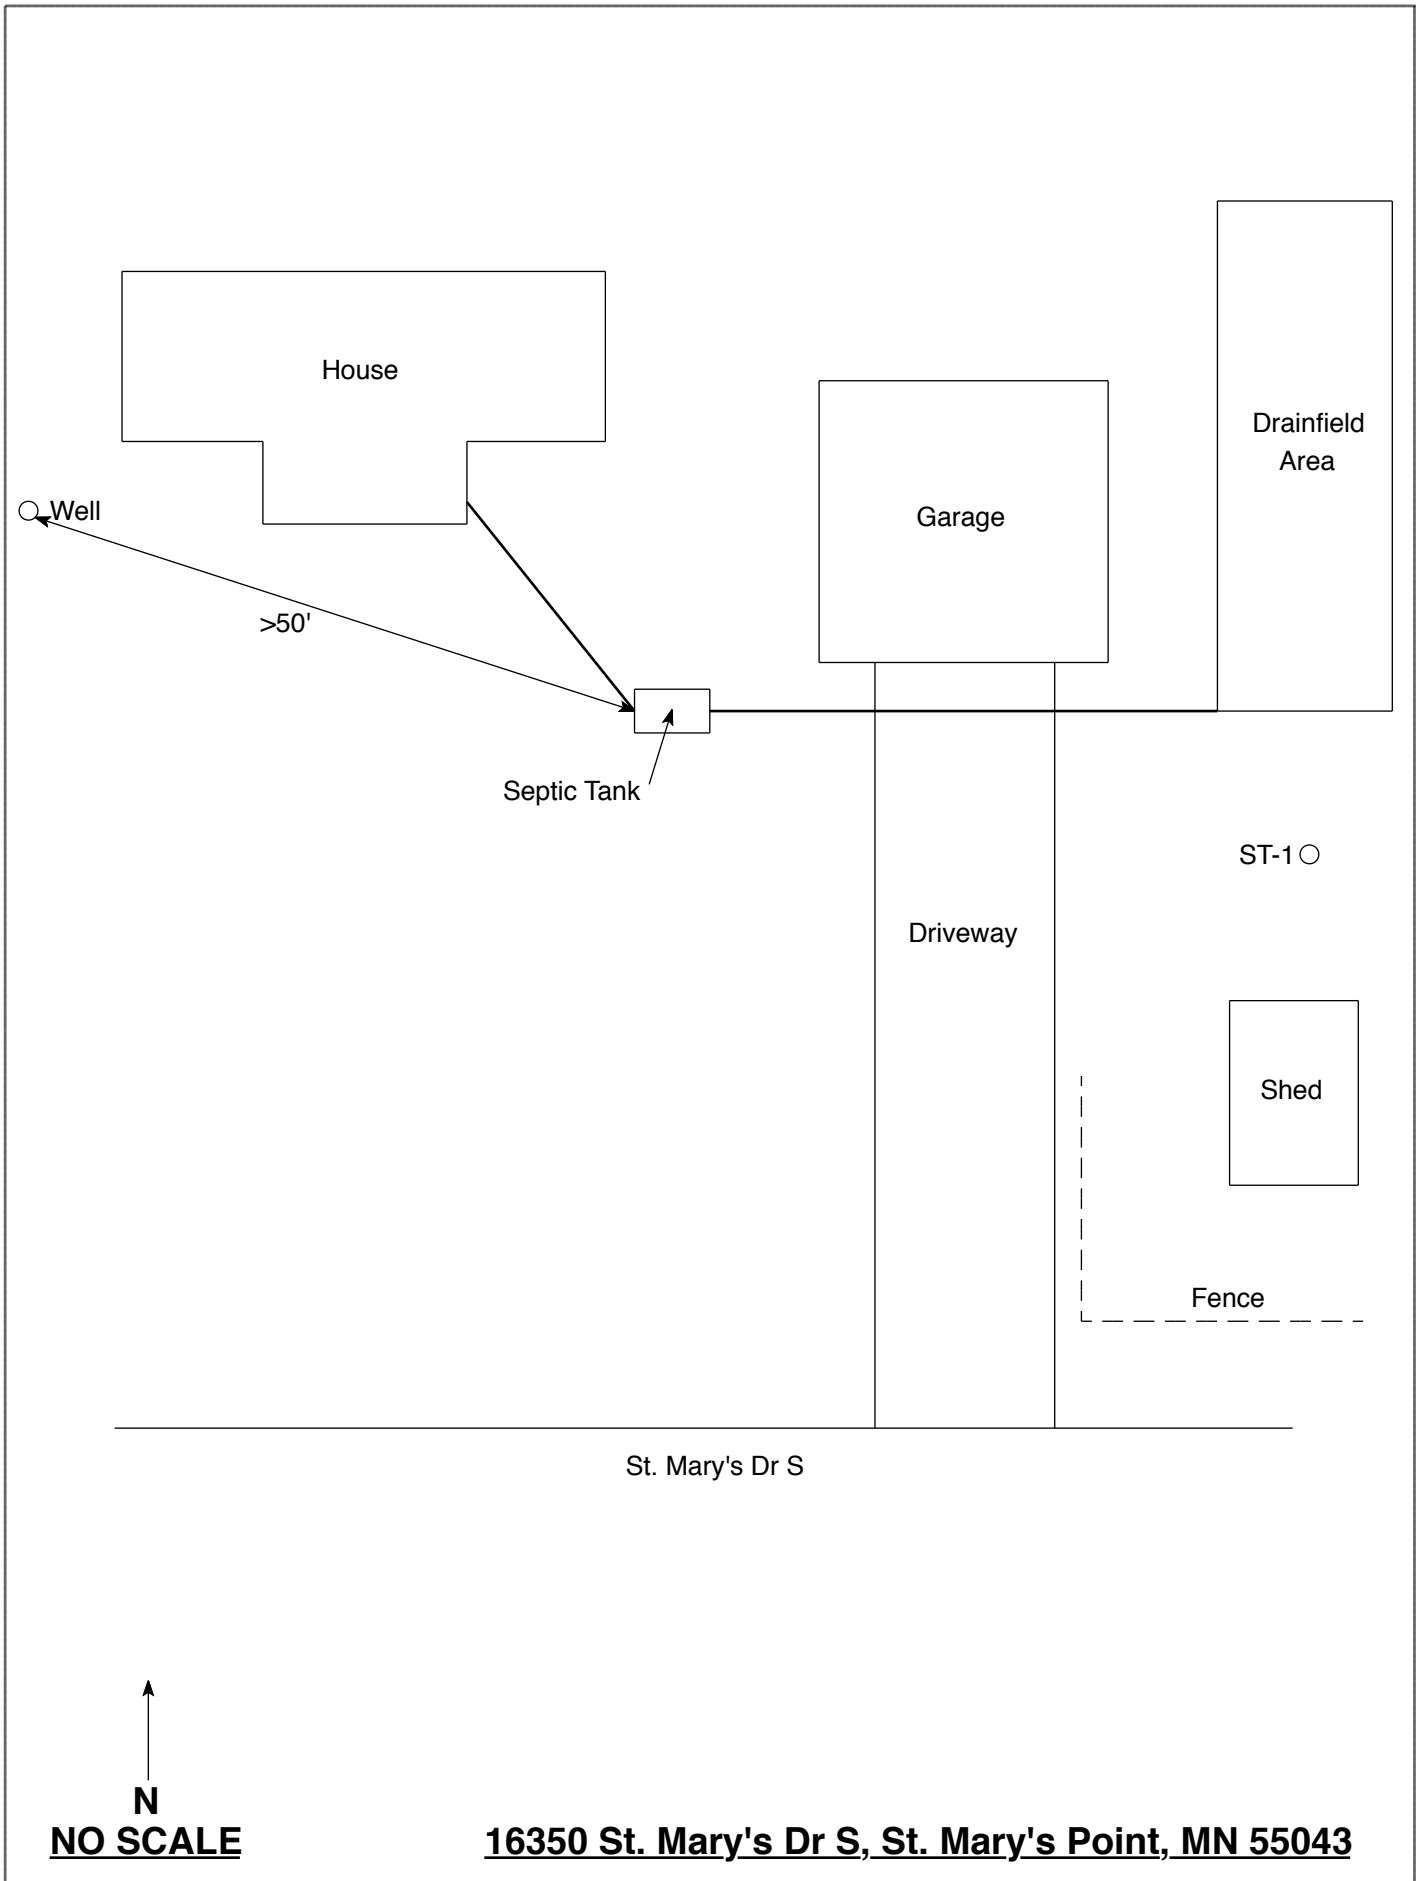 House
Drainfield
Area
Well
Garage
>50'
Septic Tank
ST-1
Driveway
Shed
Fence
St. Mary's Dr S
N
NO SCALE
16350 St. Mary's Dr S, St. Mary's Point, MN 55043